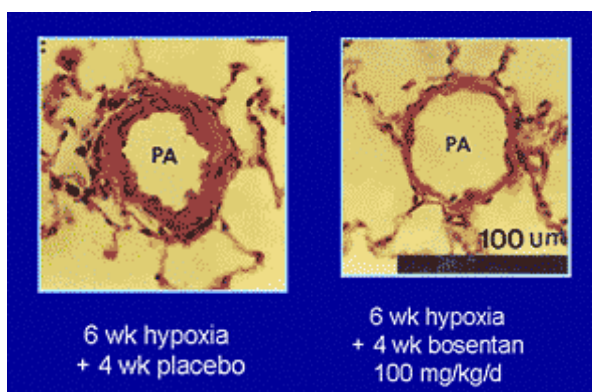 PA
6 wk hypoxia
+ 4 wk placebo
PA
100 um
6 wk hypoxia
+ 4 wk bosentan
100 mg/kg/d